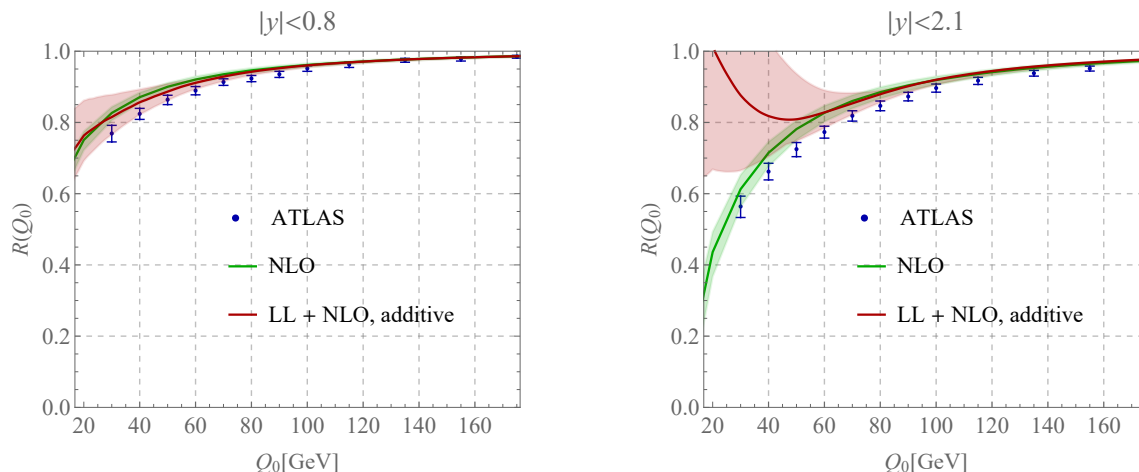 |y|<0.8
1.0
0.8
0.6
0.4
0.2
0.0
R(Q0)
ATLAS
NLO
LL + NLO, additive
20 40 60 80 100 120 140 160
Q0[GeV]
|y|<2.1
1.0
0.8
0.6
0.4
0.2
0.0
R(Q0)
ATLAS
NLO
LL + NLO, additive
20 40 60 80 100 120 140 160
Q0[GeV]